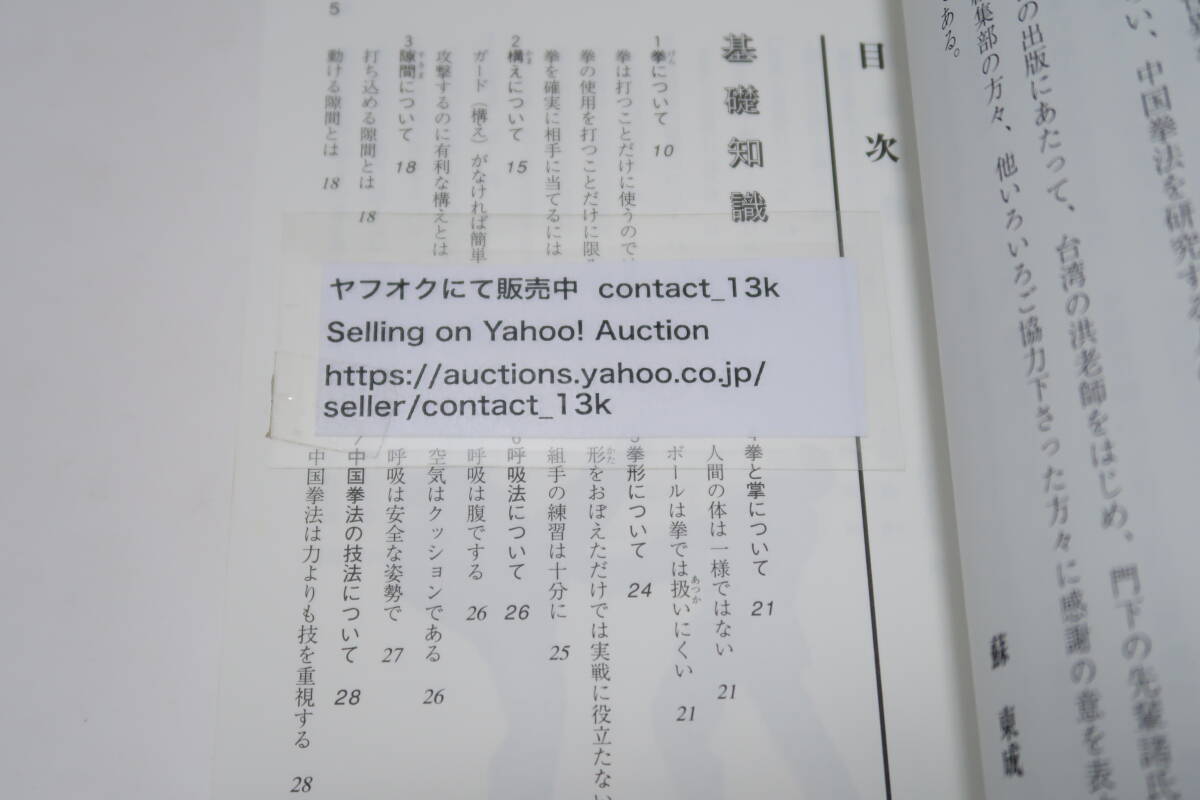 い、中国拳法を研究する
の出版にあたって、台湾の洪老師をはじめ、門下の先輩諸氏
集部の方々、他いろいろご協力下さった方々に感謝の意を表
ある。
蘇 東成
目次
基礎知識
1 拳について 10
拳は打つことだけに使うので
拳の使用を打つことだけに限
拳を確実に相手に当てるには
2 構えについて 15
ガード(構え)がなければ簡単
攻撃するのに有利な構えとは
3 隙間について 18
打ち込める隙間とは 18
動ける隙間とは 18
4 拳と掌について 21
人間の体は一様ではない 21
ボールは拳では扱いにくい 21
5 拳形について 24
形をおぼえただけでは実戦に役立たない
組手の練習は十分に 25
6 呼吸法について 26
呼吸は腹でする 26
空気はクッションである 26
呼吸は安全な姿勢で 27
7 中国拳法の技法について 28
中国拳法は力よりも技を重視する 28
5
ヤフオクにて販売中 contact_13k
Selling on Yahoo! Auction
https://auctions.yahoo.co.jp/
seller/contact_13k